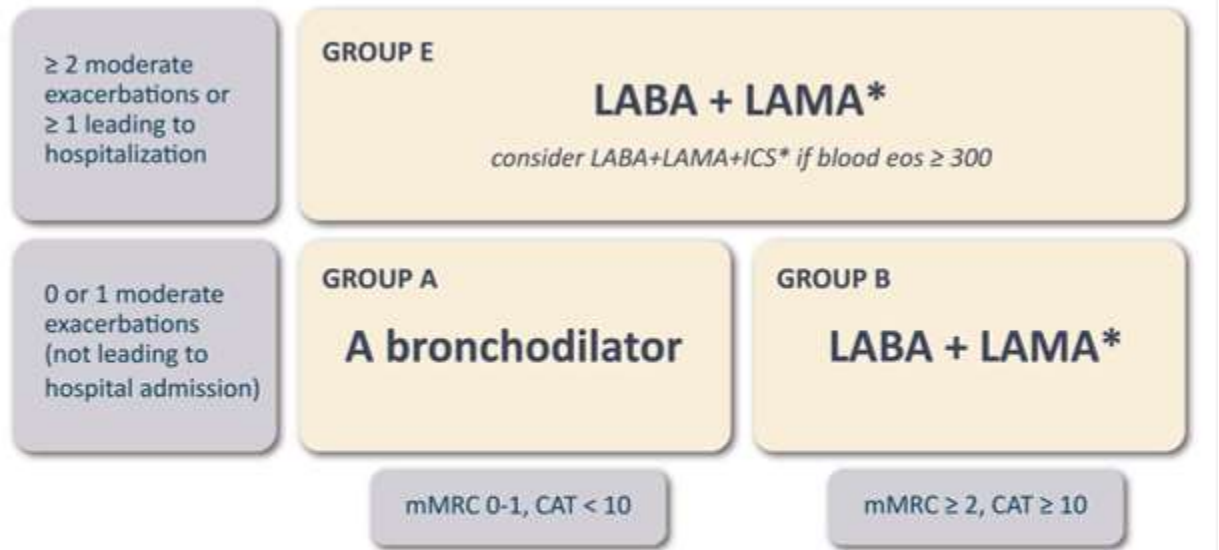 ≥ 2 moderate
exacerbations or
≥ 1 leading to
hospitalization
GROUP E
LABA + LAMA*
consider LABA+LAMA+ICS* if blood eos ≥ 300
0 or 1 moderate
exacerbations
(not leading to
hospital admission)
GROUP A
A bronchodilator
GROUP B
LABA + LAMA*
mMRC 0-1, CAT < 10
mMRC ≥ 2, CAT ≥ 10